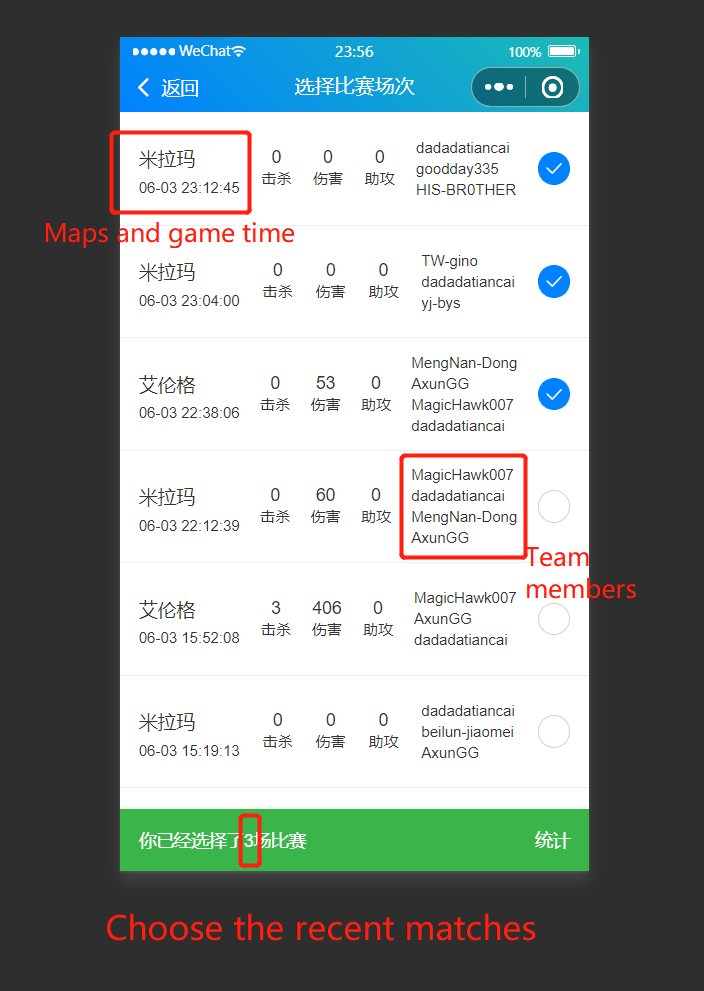 WeChat 23:56 100%
返回 选择比赛场次
米拉玛
06-03 23:12:45
0 0 0
击杀 伤害 助攻
dadadatiancai
goodday335
HIS-BR0THER
Maps and game time
米拉玛
06-03 23:04:00
0 0 0
击杀 伤害 助攻
TW-gino
dadadatiancai
yj-bys
艾伦格
06-03 22:38:06
0 53 0
击杀 伤害 助攻
MengNan-Dong
AxunGG
MagicHawk007
dadadatiancai
米拉玛
06-03 22:12:39
0 60 0
击杀 伤害 助攻
MagicHawk007
dadadatiancai
MengNan-Dong
AxunGG
Team
members
艾伦格
06-03 15:52:08
3 406 0
击杀 伤害 助攻
MagicHawk007
AxunGG
dadadatiancai
米拉玛
06-03 15:19:13
0 0 0
击杀 伤害 助攻
dadadatiancai
beilun-jiaomei
AxunGG
你已经选择了3场比赛 统计
Choose the recent matches